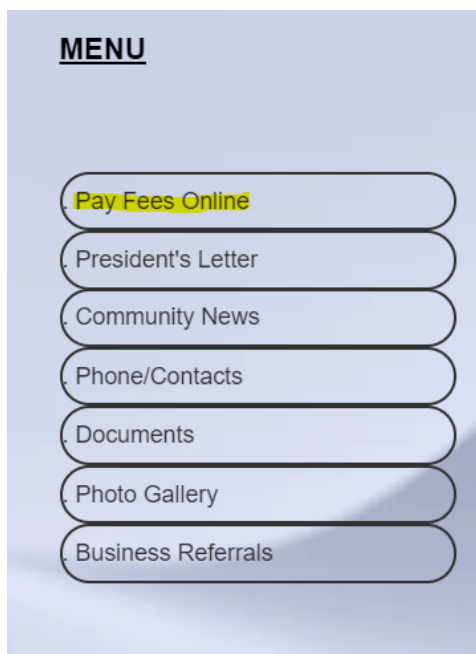 MENU
. Pay Fees Online
. President's Letter
. Community News
. Phone/Contacts
. Documents
. Photo Gallery
. Business Referrals